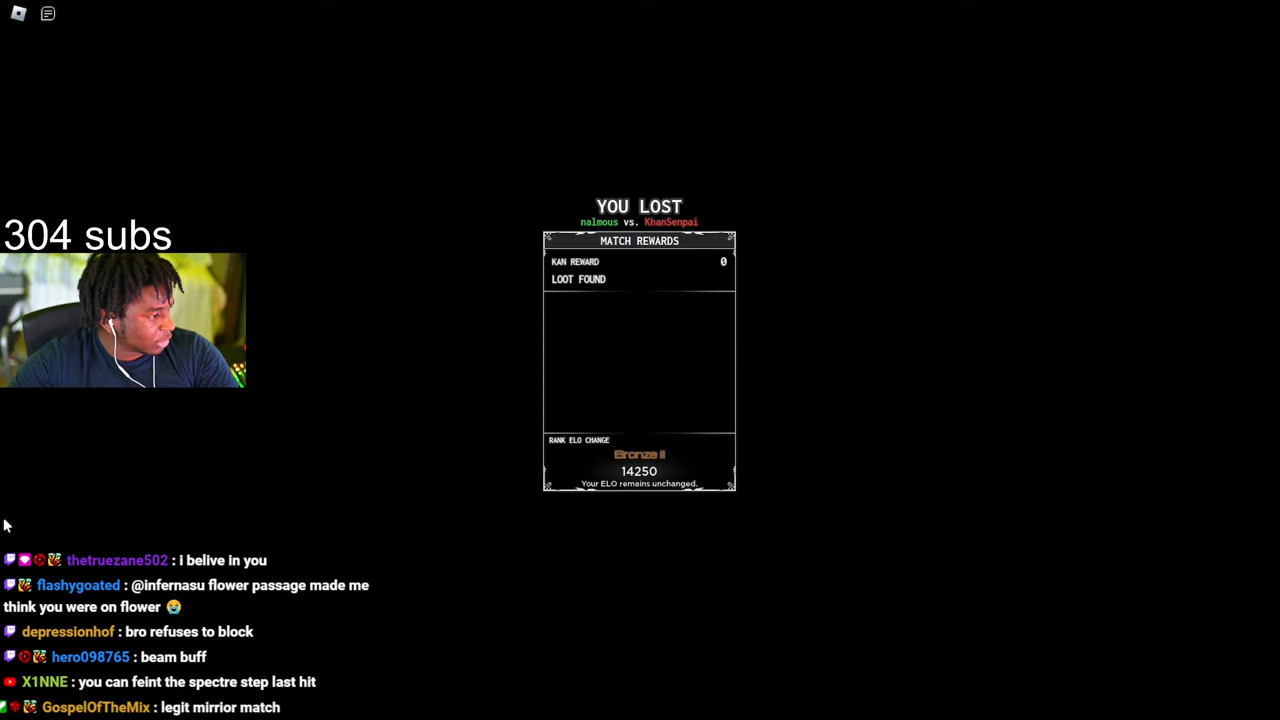 YOU LOST
nalmous vs. KhanSenpai
MATCH REWARDS
KAN REWARD 0
LOOT FOUND
304 subs
RANK ELO CHANGE
Bronze II
14250
Your ELO remains unchanged.
thetruezane502 : i belive in you
flashygoated : @infernasu flower passage made me
think you were on flower 😭
depressionhof : bro refuses to block
hero098765 : beam buff
X1NNE : you can feint the spectre step last hit
GospelOfTheMix : legit mirrior match